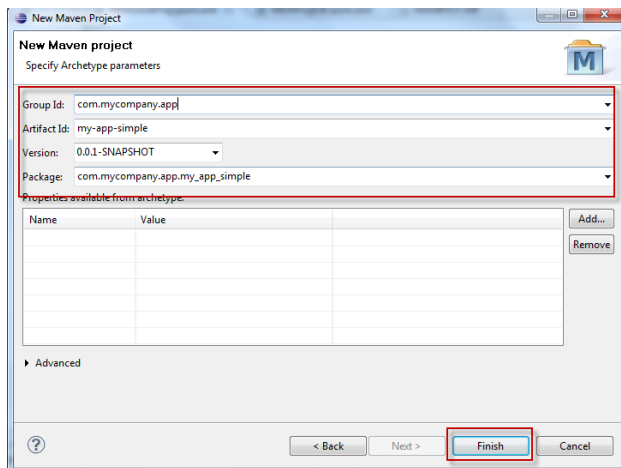 New Maven Project
New Maven project
Specify Archetype parameters
M
Group Id: com.mycompany.app
Artifact Id: my-app-simple
Version: 0.0.1-SNAPSHOT
Package: com.mycompany.app.my_app_simple
Properties available from archetype:
Name Value
Add...
Remove
Advanced
? < Back Next > Finish Cancel